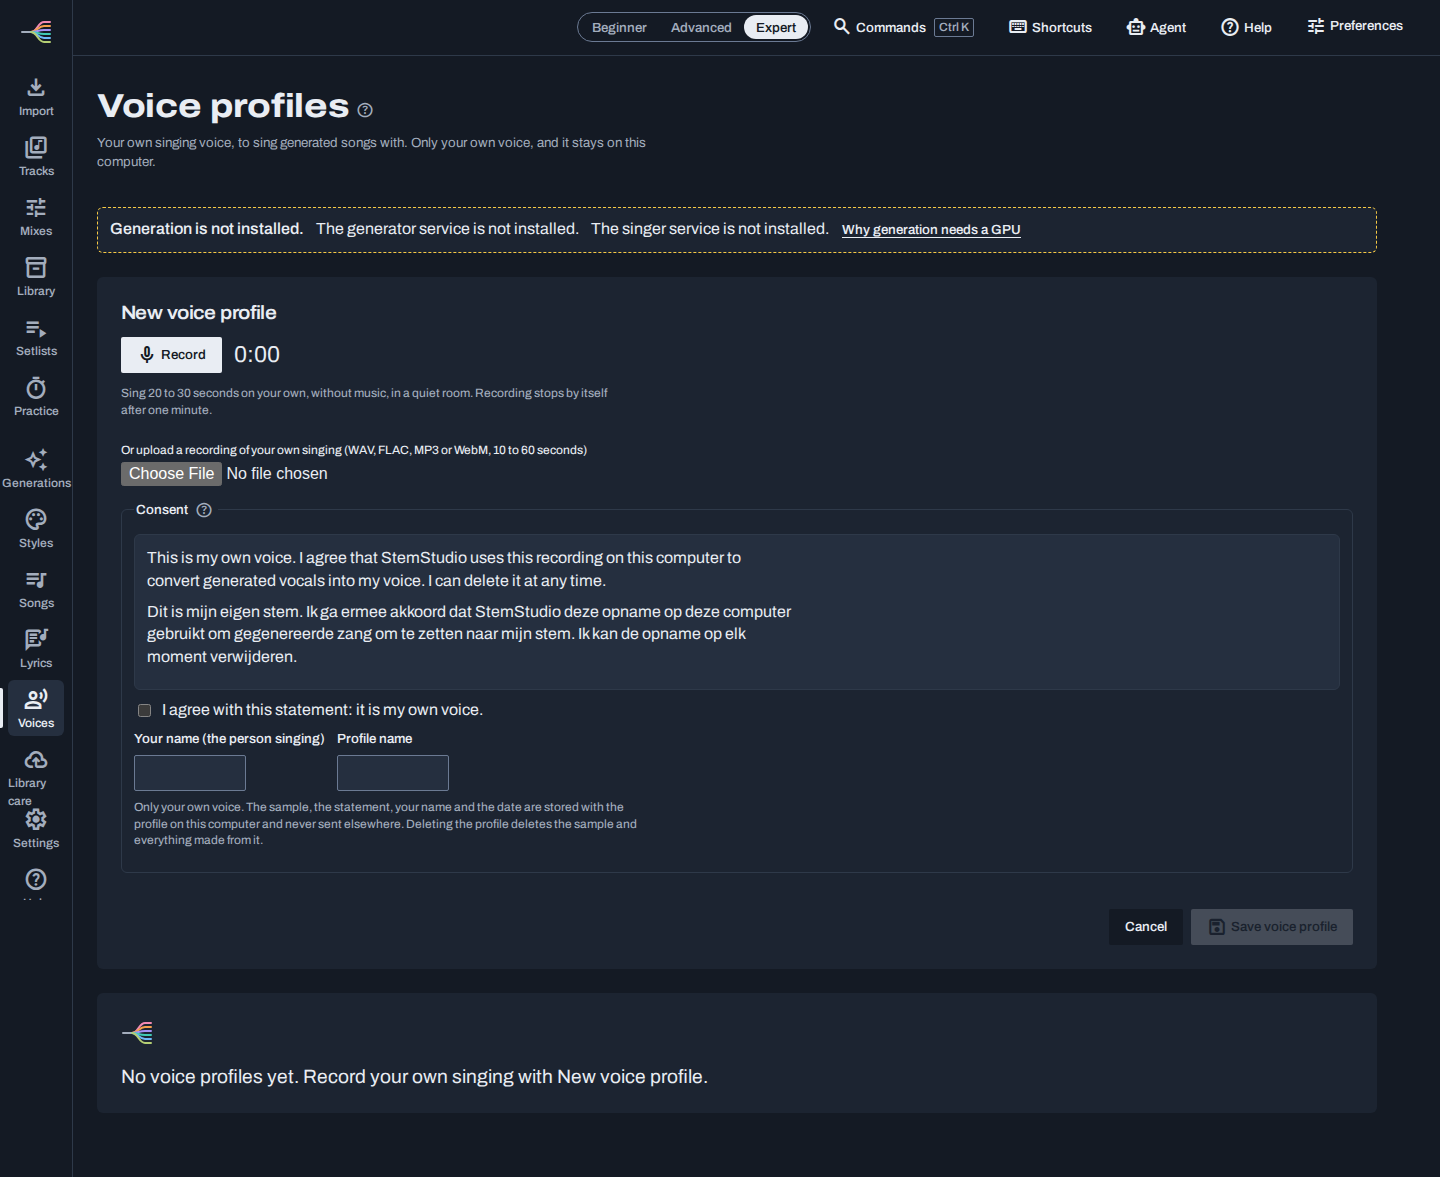 Beginner Advanced Expert Commands Ctrl K Shortcuts Agent Help Preferences
Import
Tracks
Mixes
Library
Setlists
Practice
Generations
Styles
Songs
Lyrics
Voices
Library
care
Settings
Voice profiles
Your own singing voice, to sing generated songs with. Only your own voice, and it stays on this
computer.
Generation is not installed. The generator service is not installed. The singer service is not installed. Why generation needs a GPU
New voice profile
Record 0:00
Sing 20 to 30 seconds on your own, without music, in a quiet room. Recording stops by itself
after one minute.
Or upload a recording of your own singing (WAV, FLAC, MP3 or WebM, 10 to 60 seconds)
Choose File No file chosen
Consent
This is my own voice. I agree that StemStudio uses this recording on this computer to
convert generated vocals into my voice. I can delete it at any time.
Dit is mijn eigen stem. Ik ga ermee akkoord dat StemStudio deze opname op deze computer
gebruikt om gegenereerde zang om te zetten naar mijn stem. Ik kan de opname op elk
moment verwijderen.
I agree with this statement: it is my own voice.
Your name (the person singing) Profile name
Only your own voice. The sample, the statement, your name and the date are stored with the
profile on this computer and never sent elsewhere. Deleting the profile deletes the sample and
everything made from it.
Cancel Save voice profile
No voice profiles yet. Record your own singing with New voice profile.